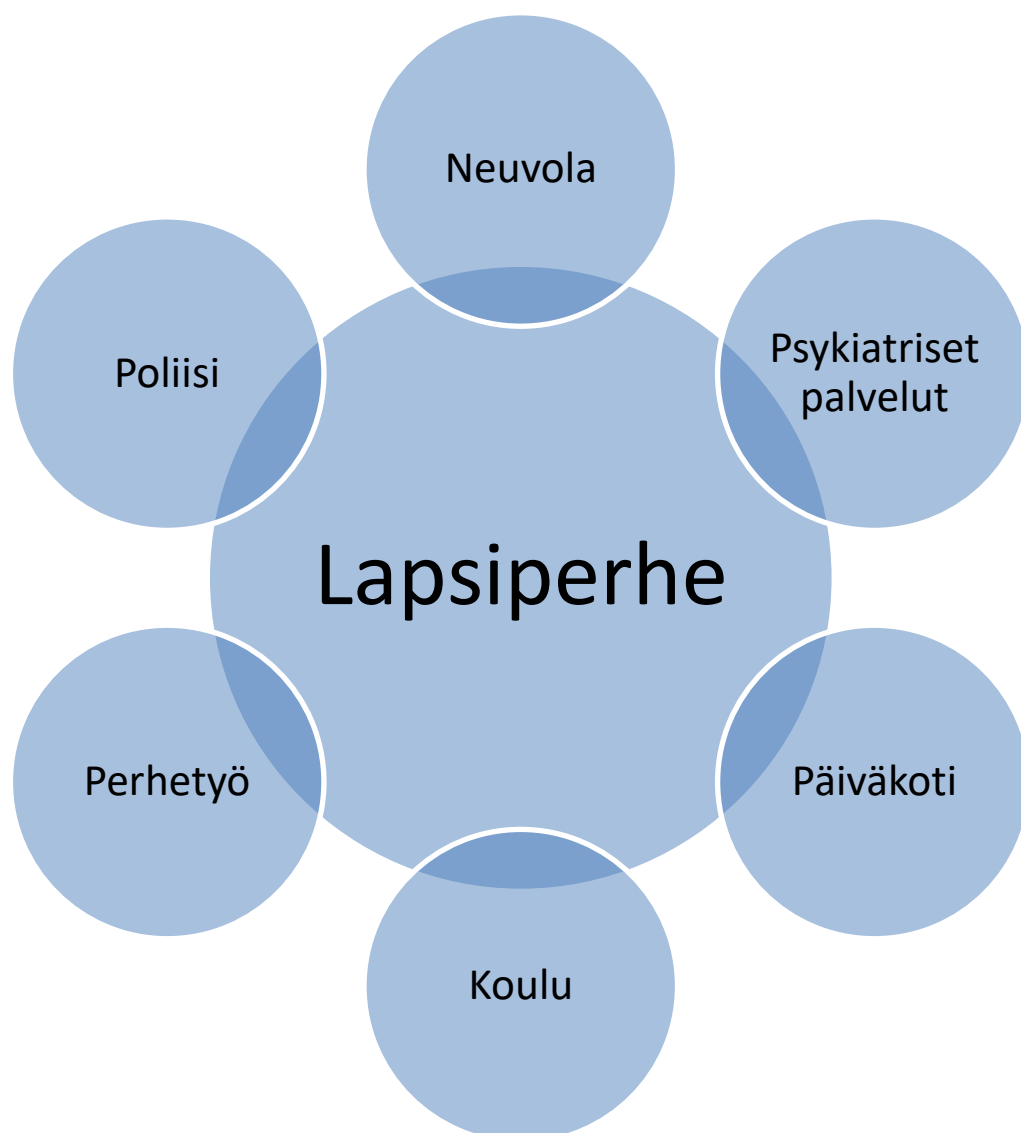 Neuvola
Psykiatriset
palvelut
Poliisi
Lapsiperhe
Perhetyö
Päiväkoti
Koulu